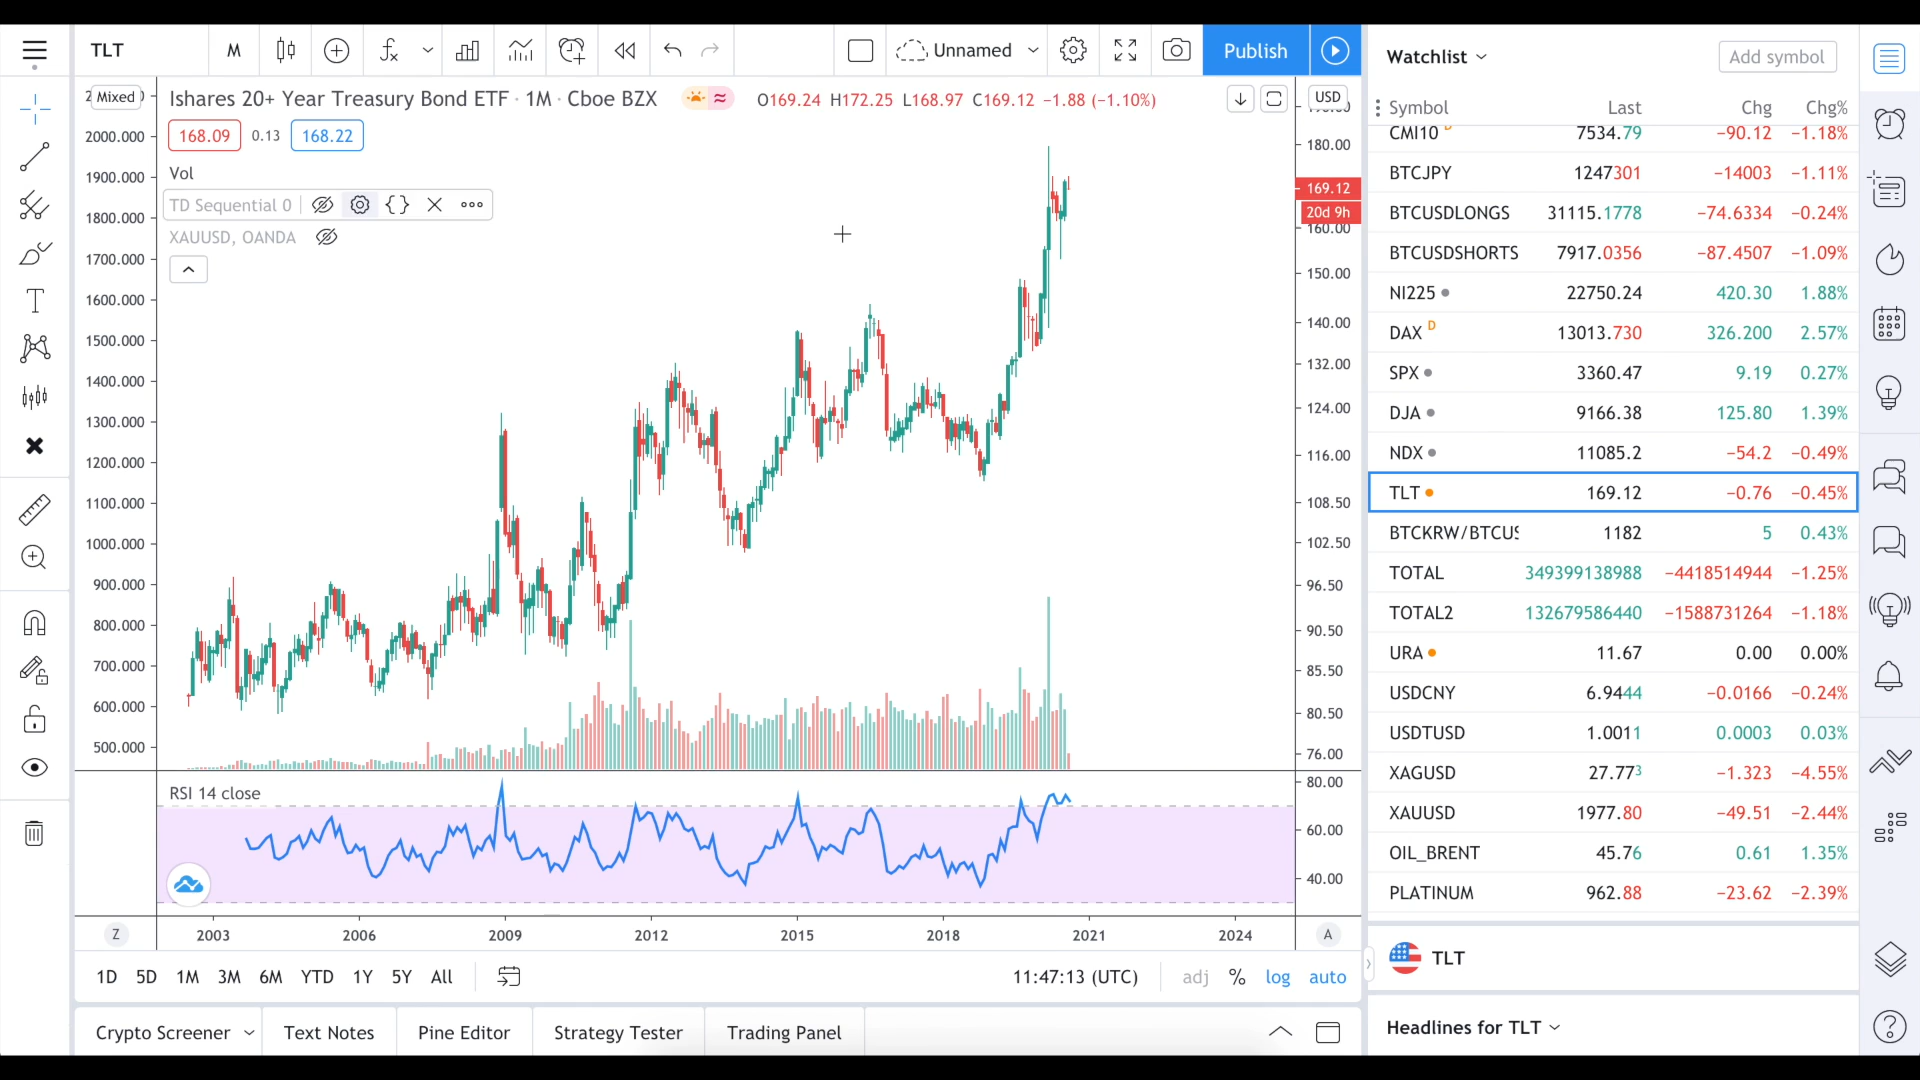 TLT
M
Unnamed
Publish
Mixed
Ishares 20+ Year Treasury Bond ETF · 1M · Cboe BZX
O169.24 H172.25 L168.97 C169.12 −1.88 (−1.10%)
USD
168.09 0.13 168.22
Vol
TD Sequential 0
XAUUSD, OANDA
2000.000
1900.000
1800.000
1700.000
1600.000
1500.000
1400.000
1300.000
1200.000
1100.000
1000.000
900.000
800.000
700.000
600.000
500.000
180.00
169.12
20d 9h
160.00
150.00
140.00
132.00
124.00
116.00
108.50
102.50
96.50
90.50
85.50
80.50
76.00
RSI 14 close
80.00
60.00
40.00
Z
2003 2006 2009 2012 2015 2018 2021 2024
A
1D 5D 1M 3M 6M YTD 1Y 5Y All
11:47:13 (UTC)
adj % log auto
Crypto Screener
Text Notes
Pine Editor
Strategy Tester
Trading Panel
Watchlist
Add symbol
Symbol Last Chg Chg%
CMI10 D 7534.79 −90.12 −1.18%
BTCJPY 1247301 −14003 −1.11%
BTCUSDLONGS 31115.1778 −74.6334 −0.24%
BTCUSDSHORTS 7917.0356 −87.4507 −1.09%
NI225 22750.24 420.30 1.88%
DAX D 13013.730 326.200 2.57%
SPX 3360.47 9.19 0.27%
DJA 9166.38 125.80 1.39%
NDX 11085.2 −54.2 −0.49%
TLT 169.12 −0.76 −0.45%
BTCKRW/BTCUS 1182 5 0.43%
TOTAL 349399138988 −4418514944 −1.25%
TOTAL2 132679586440 −1588731264 −1.18%
URA 11.67 0.00 0.00%
USDCNY 6.9444 −0.0166 −0.24%
USDTUSD 1.0011 0.0003 0.03%
XAGUSD 27.773 −1.323 −4.55%
XAUUSD 1977.80 −49.51 −2.44%
OIL_BRENT 45.76 0.61 1.35%
PLATINUM 962.88 −23.62 −2.39%
TLT
Headlines for TLT